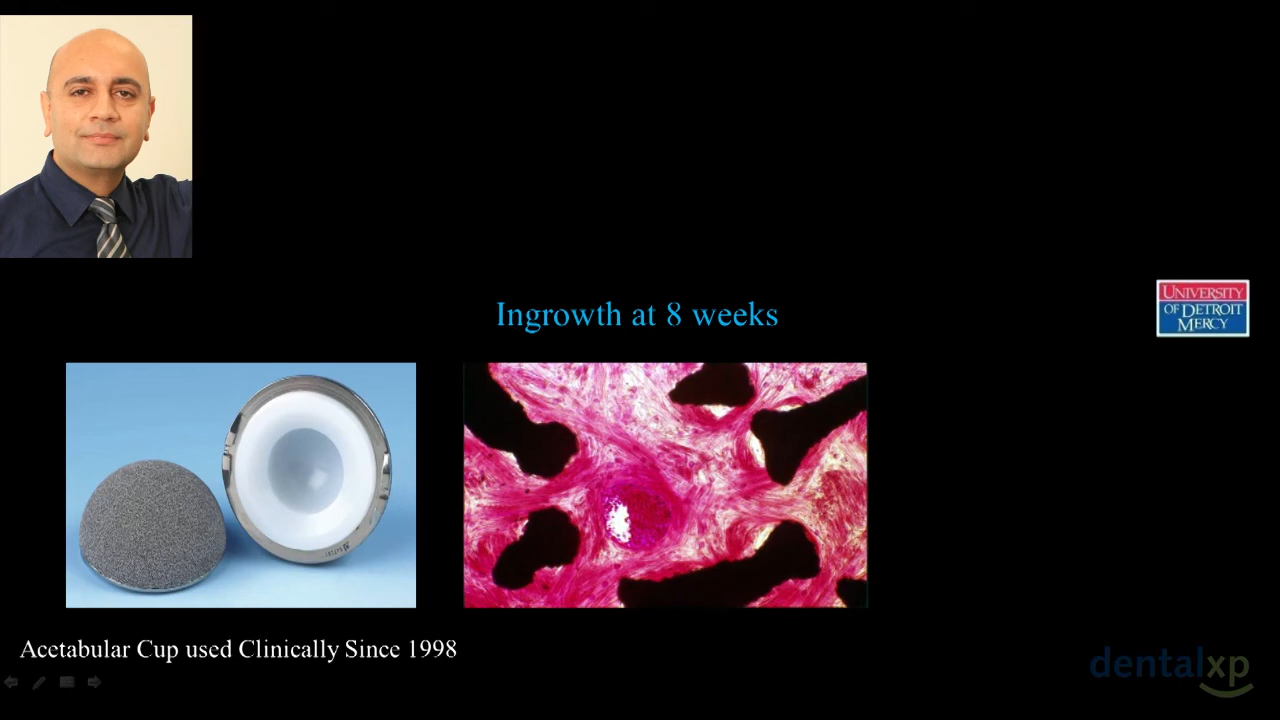 Ingrowth at 8 weeks
UNIVERSITY
OF DETROIT
MERCY
Acetabular Cup used Clinically Since 1998
dentalxp